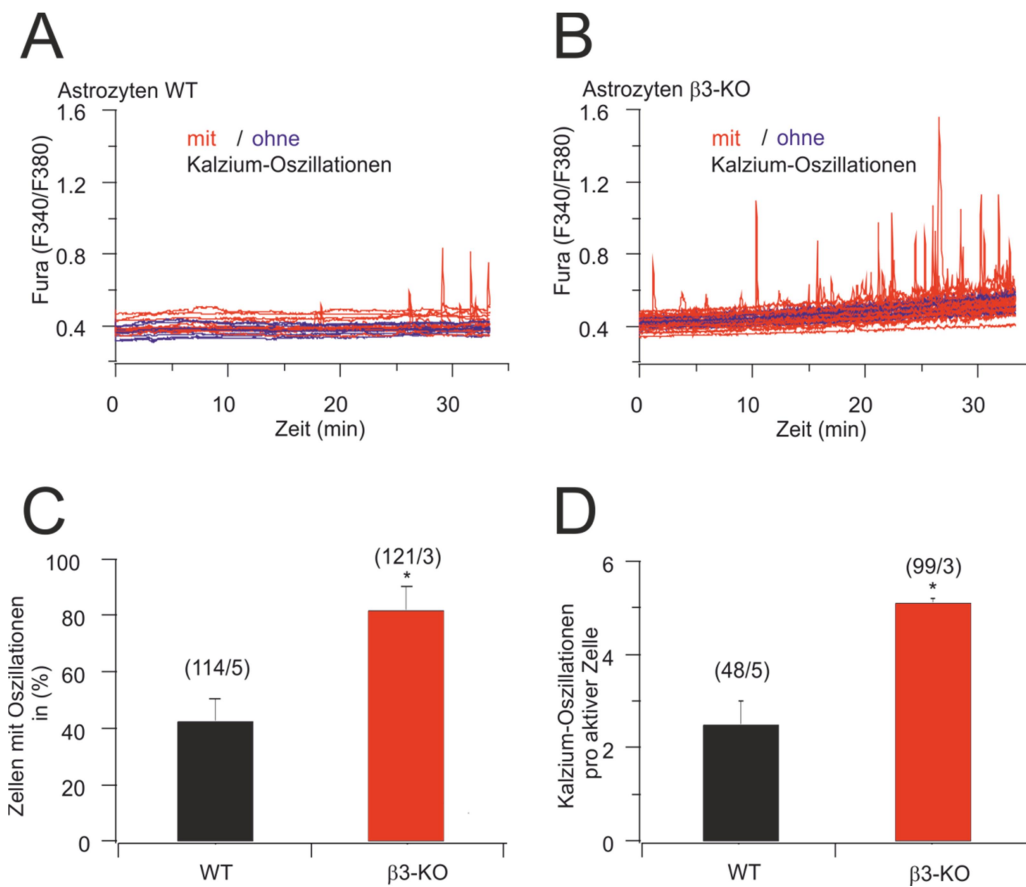 A
Astrozyten WT
mit / ohne
Kalzium-Oszillationen
Fura (F340/F380)
1.6
1.2
0.8
0.4
0
10
20
30
Zeit (min)
B
Astrozyten β3-KO
mit / ohne
Kalzium-Oszillationen
Fura (F340/F380)
1.6
1.2
0.8
0.4
0
10
20
30
Zeit (min)
C
Zellen mit Oszillationen
in (%)
100
80
60
40
20
0
(114/5)
(121/3)
*
WT
β3-KO
D
Kalzium-Oszillationen
pro aktiver Zelle
6
4
2
0
(48/5)
(99/3)
*
WT
β3-KO